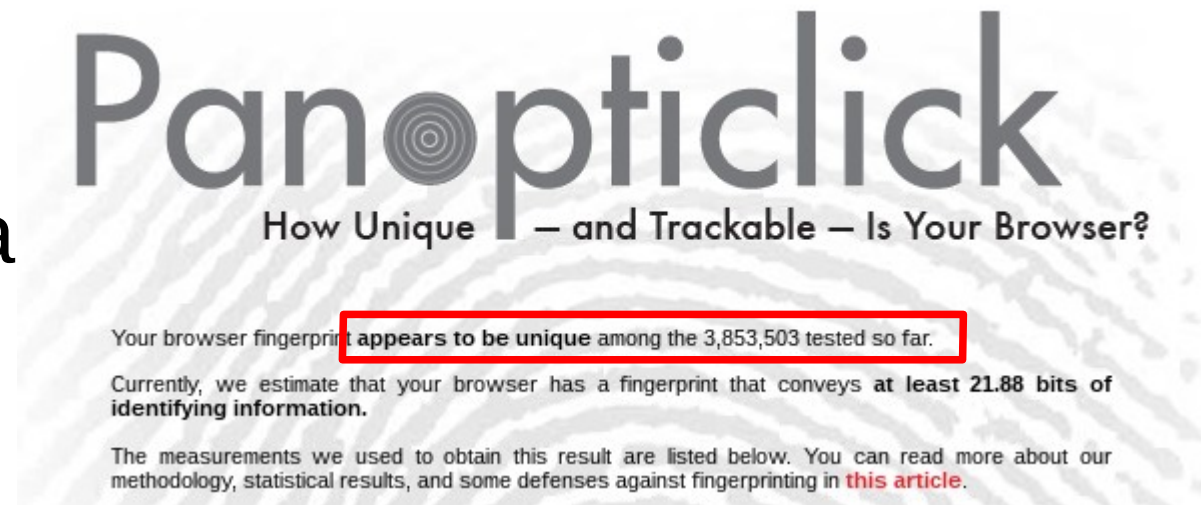 Panopticlick
How Unique – and Trackable – Is Your Browser?
a
Your browser fingerprint appears to be unique among the 3,853,503 tested so far.
Currently, we estimate that your browser has a fingerprint that conveys at least 21.88 bits of
identifying information.
The measurements we used to obtain this result are listed below. You can read more about our
methodology, statistical results, and some defenses against fingerprinting in this article.